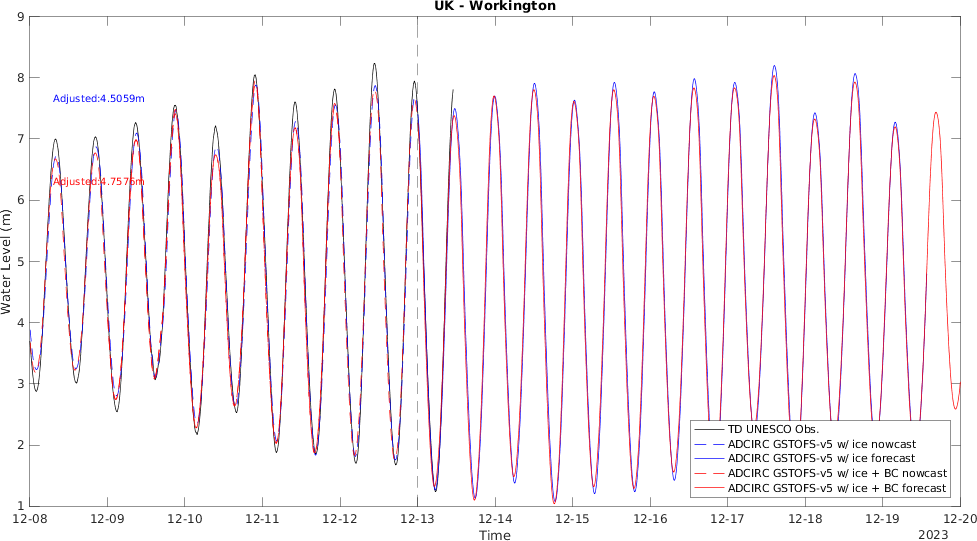 UK - Workington
9
8
7
6
5
4
3
2
1
Water Level (m)
Adjusted:4.5059m
Adjusted:4.7576m
TD UNESCO Obs.
ADCIRC GSTOFS-v5 w/ ice nowcast
ADCIRC GSTOFS-v5 w/ ice forecast
ADCIRC GSTOFS-v5 w/ ice + BC nowcast
ADCIRC GSTOFS-v5 w/ ice + BC forecast
12-08 12-09 12-10 12-11 12-12 12-13 12-14 12-15 12-16 12-17 12-18 12-19 12-20
Time
2023